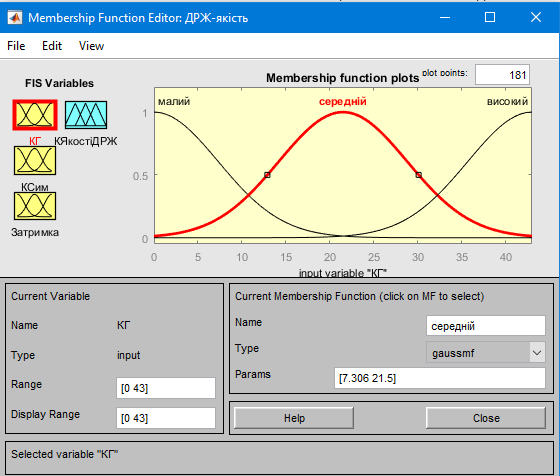 Membership Function Editor: ДРЖ-якість
File Edit View
FIS Variables
Membership function plots
plot points:
181
КГ
КЯкостіДРЖ
КСим
Затримка
малий
середній
високий
1
0.5
0
0 5 10 15 20 25 30 35 40
input variable "КГ"
Current Variable
Name КГ
Type input
Range [0 43]
Display Range [0 43]
Current Membership Function (click on MF to select)
Name середній
Type gaussmf
Params [7.306 21.5]
Help Close
Selected variable "КГ"